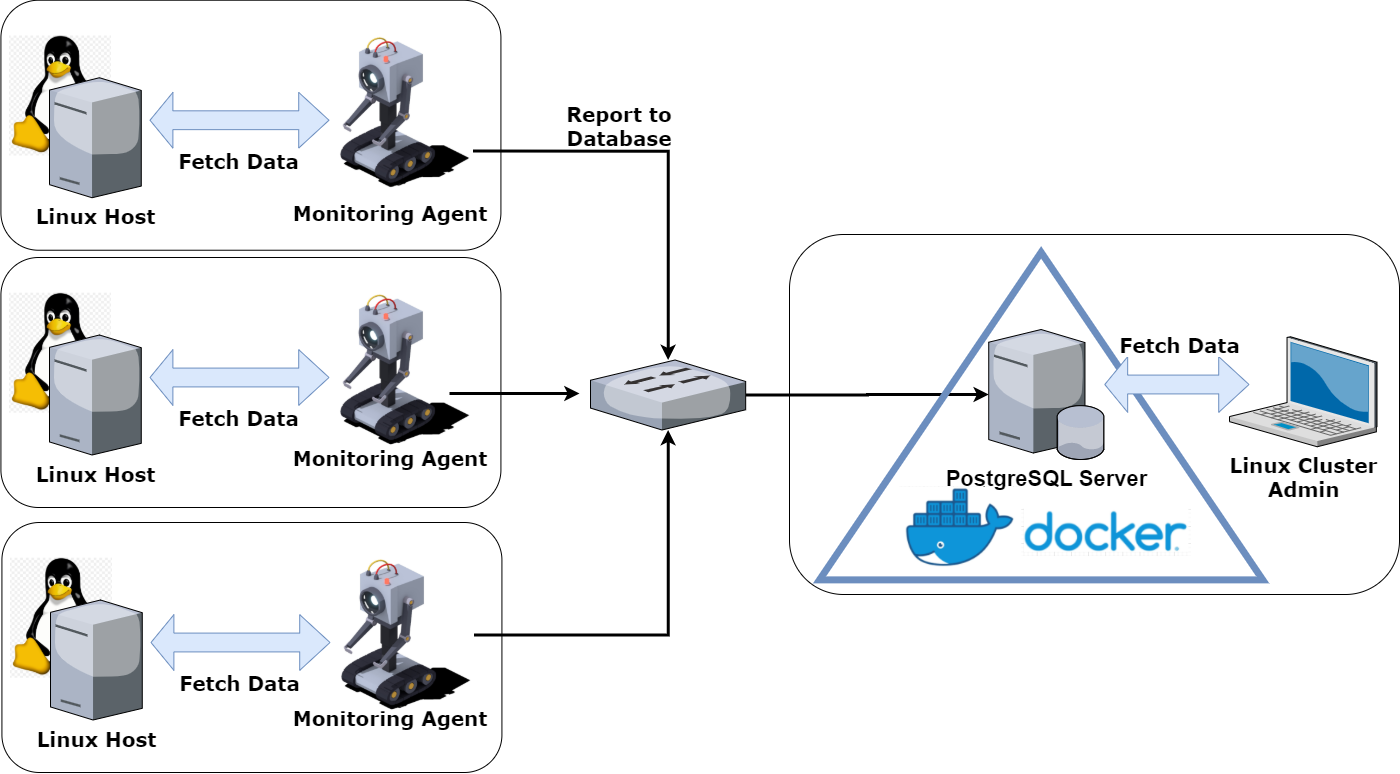 Fetch Data
Linux Host
Monitoring Agent
Report to
Database
Fetch Data
Linux Host
Monitoring Agent
Fetch Data
Linux Host
Monitoring Agent
Fetch Data
PostgreSQL Server
Linux Cluster
Admin
docker